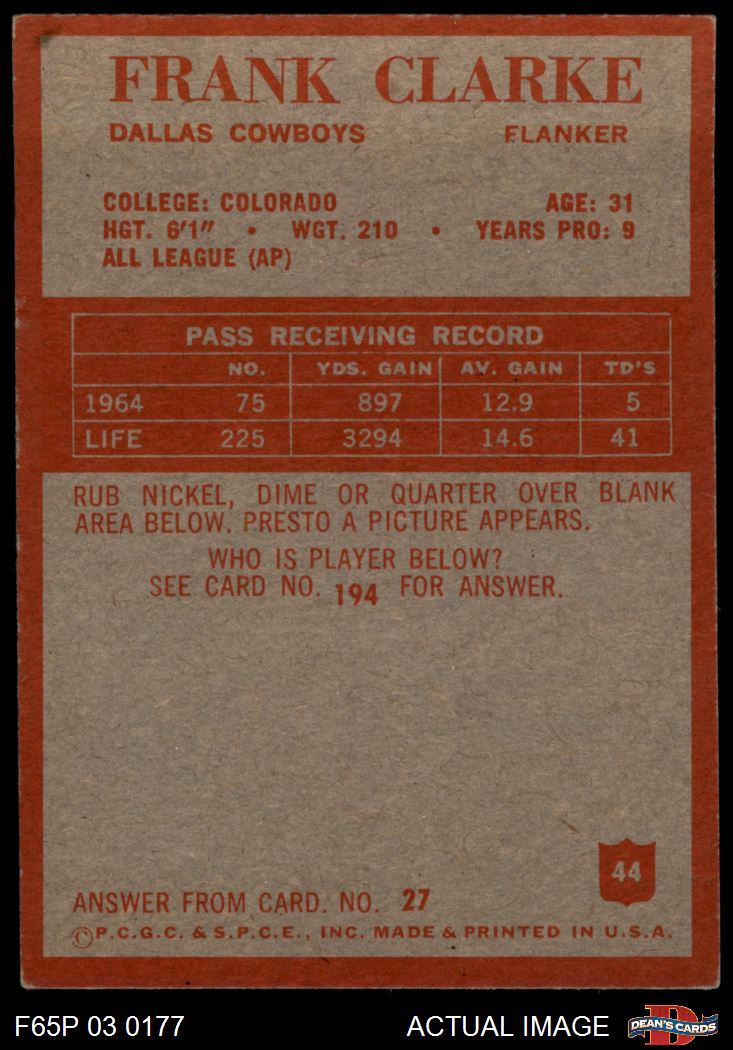 FRANK CLARKE
DALLAS COWBOYS FLANKER
COLLEGE: COLORADO AGE: 31
HGT. 6'1" • WGT. 210 • YEARS PRO: 9
ALL LEAGUE (AP)
PASS RECEIVING RECORD
NO. YDS. GAIN AV. GAIN TD'S
1964 75 897 12.9 5
LIFE 225 3294 14.6 41
RUB NICKEL, DIME OR QUARTER OVER BLANK
AREA BELOW. PRESTO A PICTURE APPEARS.
WHO IS PLAYER BELOW?
SEE CARD NO. 194 FOR ANSWER.
44
ANSWER FROM CARD. NO. 27
©P.C.G.C. & S.P.C.E., INC. MADE & PRINTED IN U.S.A.
F65P 03 0177 ACTUAL IMAGE DEAN'S CARDS